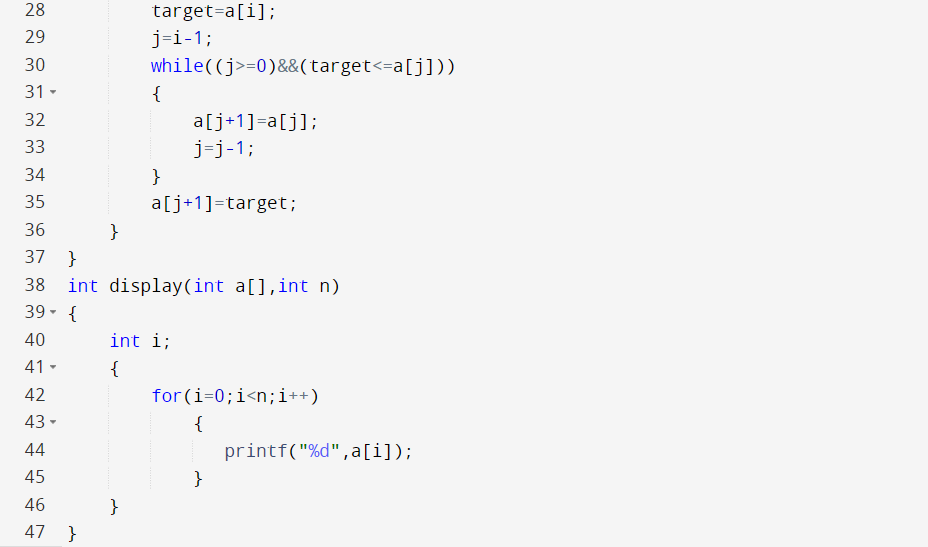 28 target=a[i];
29 j=i-1;
30 while((j>=0)&&(target<=a[j]))
31 {
32 a[j+1]=a[j];
33 j=j-1;
34 }
35 a[j+1]=target;
36 }
37 }
38 int display(int a[],int n)
39 {
40 int i;
41 {
42 for(i=0;i<n;i++)
43 {
44 printf("%d",a[i]);
45 }
46 }
47 }